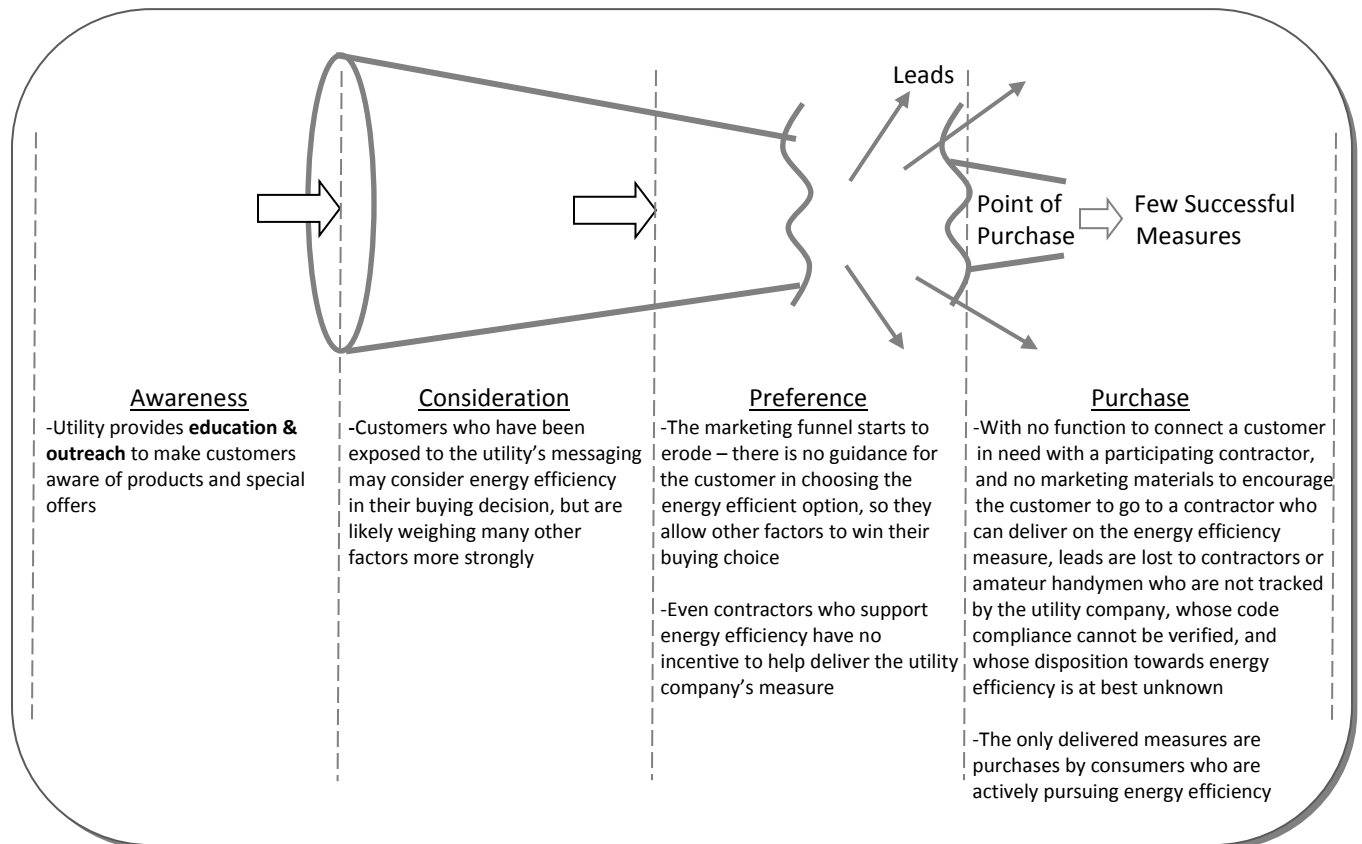 Leads
Point of
Purchase
Few Successful
Measures
Awareness
-Utility provides education &
outreach to make customers
aware of products and special
offers
Consideration
-Customers who have been
exposed to the utility’s messaging
may consider energy efficiency
in their buying decision, but are
likely weighing many other
factors more strongly
Preference
-The marketing funnel starts to
erode – there is no guidance for
the customer in choosing the
energy efficient option, so they
allow other factors to win their
buying choice
-Even contractors who support
energy efficiency have no
incentive to help deliver the utility
company’s measure
Purchase
-With no function to connect a customer
in need with a participating contractor,
and no marketing materials to encourage
the customer to go to a contractor who
can deliver on the energy efficiency
measure, leads are lost to contractors or
amateur handymen who are not tracked
by the utility company, whose code
compliance cannot be verified, and
whose disposition towards energy
efficiency is at best unknown
-The only delivered measures are
purchases by consumers who are
actively pursuing energy efficiency